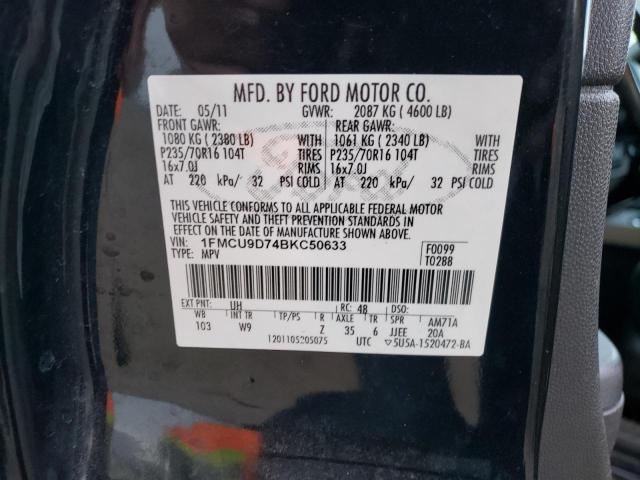 MFD. BY FORD MOTOR CO.
DATE: 05/11 GVWR: 2087 KG ( 4600 LB)
FRONT GAWR: REAR GAWR:
1080 KG ( 2380 LB) WITH 1061 KG ( 2340 LB) WITH
P235/70R16 104T TIRES P235/70R16 104T TIRES
16x7.0J RIMS 16x7.0J RIMS
AT 220 kPa/ 32 PSI COLD AT 220 kPa/ 32 PSI COLD
THIS VEHICLE CONFORMS TO ALL APPLICABLE FEDERAL MOTOR
VEHICLE SAFETY AND THEFT PREVENTION STANDARDS IN
EFFECT ON THE DATE OF MANUFACTURE SHOWN ABOVE.
VIN: 1FMCU9D74BKC50633 F0099
TYPE: MPV T0288
EXT PNT: UH RC: 48 DSO:
WB INT TR TP/PS R AXLE TR SPR AM71A
103 W9 Z 35 6 JJEE 20A
1201105205075 UTC ▽5U5A-1520472-BA